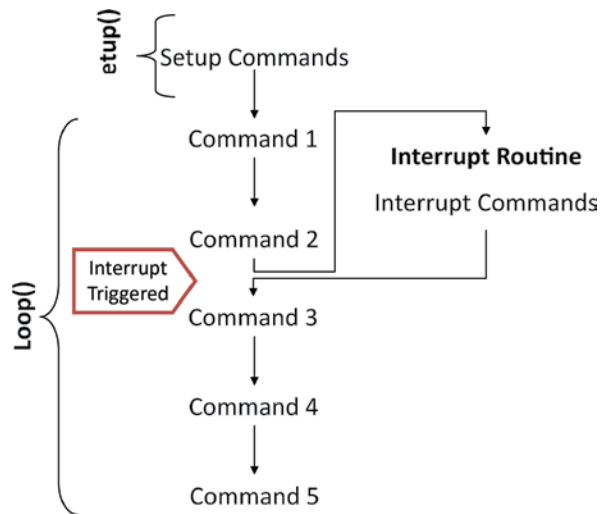 etup()
Setup Commands
Command 1
Interrupt Routine
Interrupt Commands
Command 2
Interrupt
Triggered
Loop()
Command 3
Command 4
Command 5